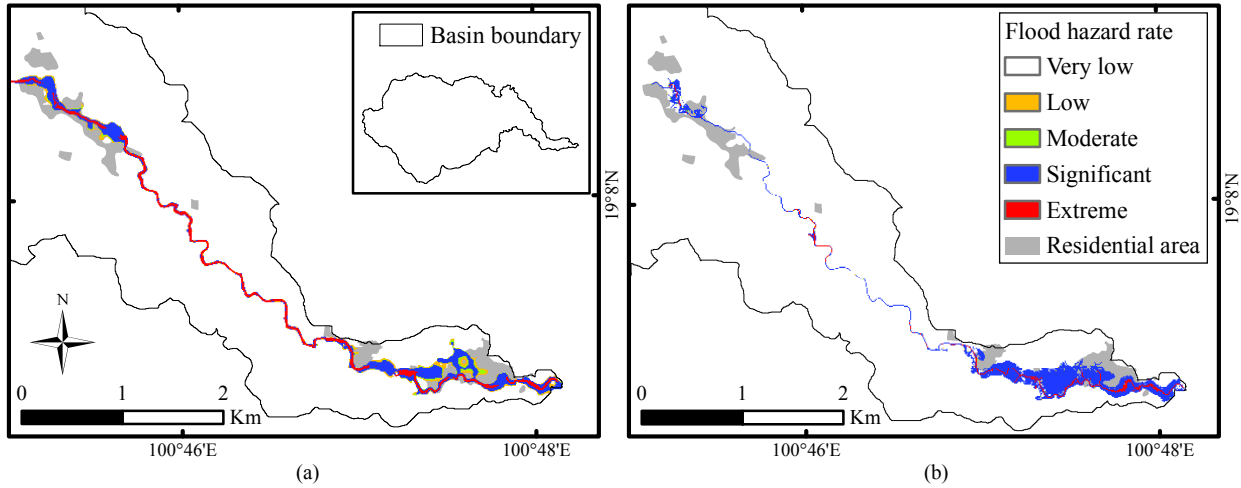 Basin boundary
N
0 1 2
Km
100°46'E
100°48'E
19°8'N
(a)
Flood hazard rate
Very low
Low
Moderate
Significant
Extreme
Residential area
19°8'N
0 1 2
Km
100°46'E
100°48'E
(b)